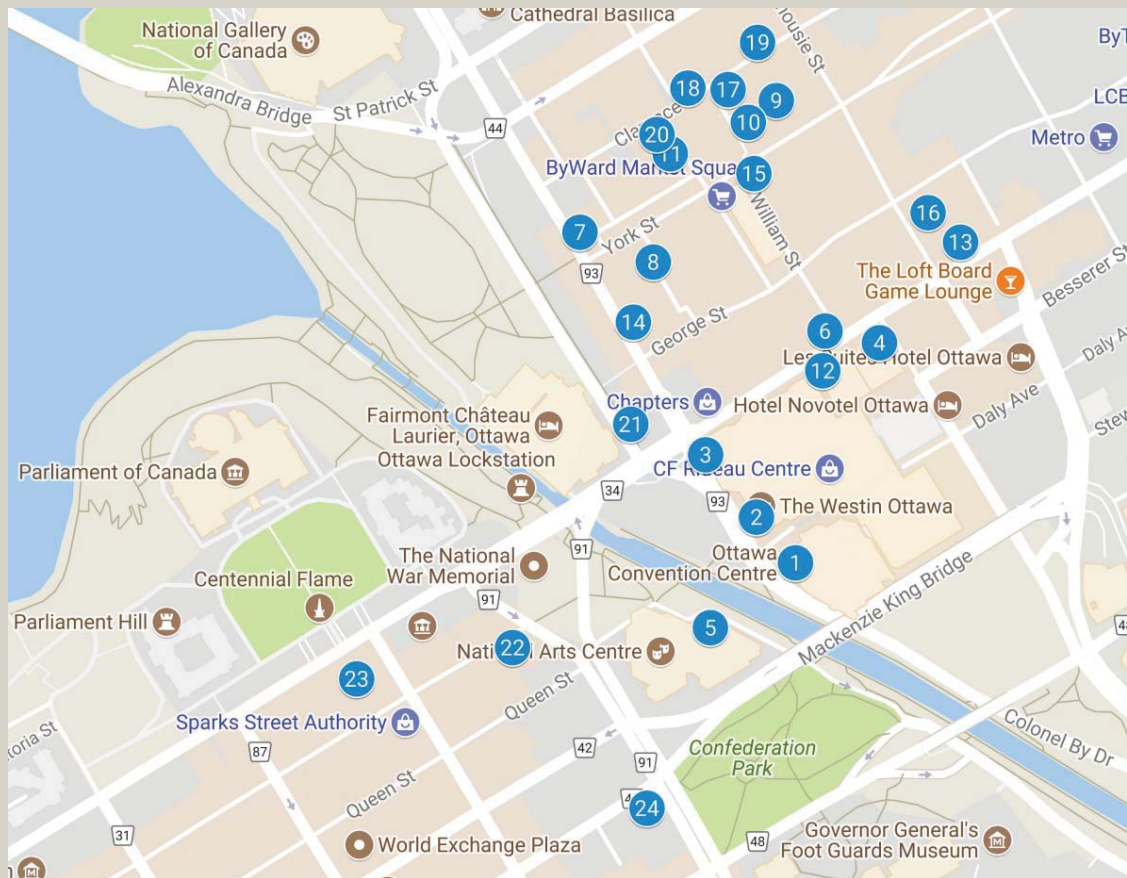 Cathedral Basilica
National Gallery
of Canada
19
ByT
Alexandra Bridge
St Patrick St
44
18
17
9
LCB
Clarence
10
Metro
20
11
ByWard Market Square
15
William St
16
7
York St
13
8
93
The Loft Board
Game Lounge
Besserer St
14
George St
6
4
Les Suites Hotel Ottawa
Daly Ave
12
Chapters
Hotel Novotel Ottawa
Daly Ave
Fairmont Château
Laurier, Ottawa
21
Ottawa Lockstation
3
CF Rideau Centre
Parliament of Canada
34
93
The Westin Ottawa
2
The National
War Memorial
91
Ottawa
Convention Centre
1
Centennial Flame
91
Mackenzie King Bridge
Parliament Hill
5
22
National Arts Centre
23
Queen St
Sparks Street Authority
Colonel By Dr
87
42
91
Confederation
Park
Queen St
24
31
World Exchange Plaza
48
Governor General's
Foot Guards Museum